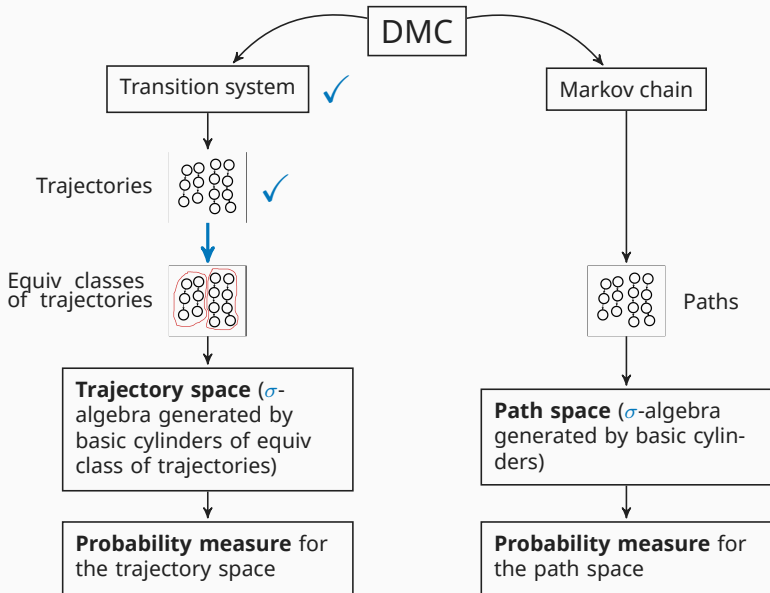 DMC
Transition system
Markov chain
Trajectories
Equiv classes
of trajectories
Paths
Trajectory space (σ-
algebra generated by
basic cylinders of equiv
class of trajectories)
Path space (σ-algebra
generated by basic cylin-
ders)
Probability measure for
the trajectory space
Probability measure for
the path space